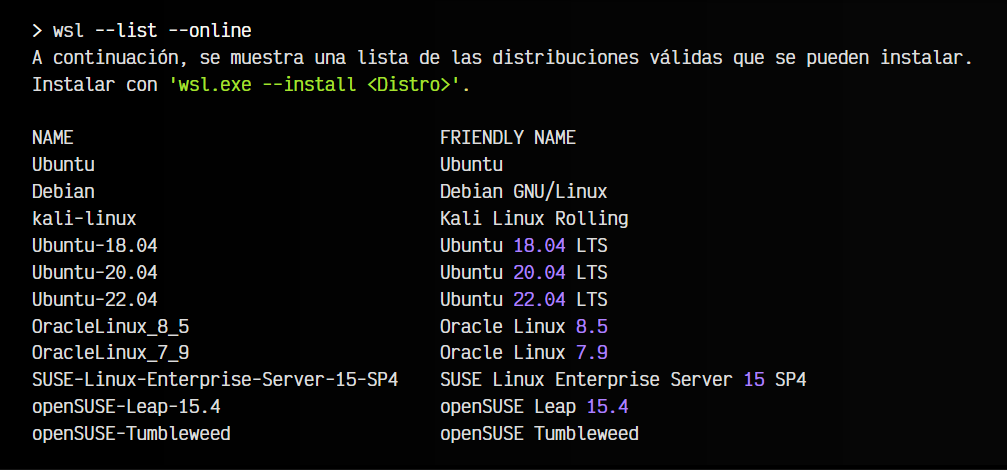 > wsl --list --online
A continuación, se muestra una lista de las distribuciones válidas que se pueden instalar.
Instalar con 'wsl.exe --install <Distro>'.
NAME FRIENDLY NAME
Ubuntu Ubuntu
Debian Debian GNU/Linux
kali-linux Kali Linux Rolling
Ubuntu-18.04 Ubuntu 18.04 LTS
Ubuntu-20.04 Ubuntu 20.04 LTS
Ubuntu-22.04 Ubuntu 22.04 LTS
OracleLinux_8_5 Oracle Linux 8.5
OracleLinux_7_9 Oracle Linux 7.9
SUSE-Linux-Enterprise-Server-15-SP4 SUSE Linux Enterprise Server 15 SP4
openSUSE-Leap-15.4 openSUSE Leap 15.4
openSUSE-Tumbleweed openSUSE Tumbleweed